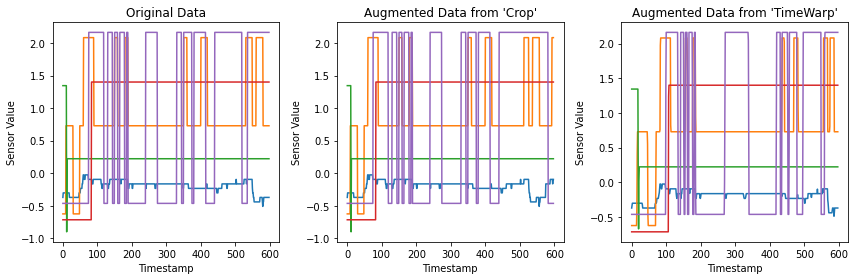 Original Data
Augmented Data from 'Crop'
Augmented Data from 'TimeWarp'
Sensor Value
2.0
1.5
1.0
0.5
0.0
−0.5
−1.0
0 100 200 300 400 500 600
Timestamp
Sensor Value
2.0
1.5
1.0
0.5
0.0
−0.5
−1.0
0 100 200 300 400 500 600
Timestamp
Sensor Value
2.0
1.5
1.0
0.5
0.0
−0.5
0 100 200 300 400 500 600
Timestamp